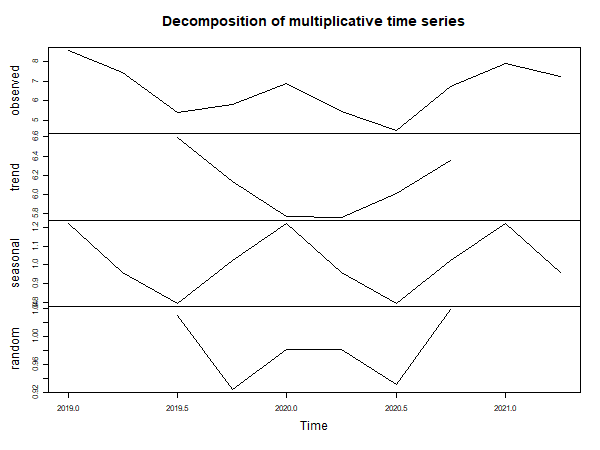 Decomposition of multiplicative time series
observed
5 6 7 8
trend
5.8 6.0 6.2 6.4 6.6
seasonal
0.9 1.0 1.1 1.2
random
0.92 0.96 1.00
2019.0 2019.5 2020.0 2020.5 2021.0
Time